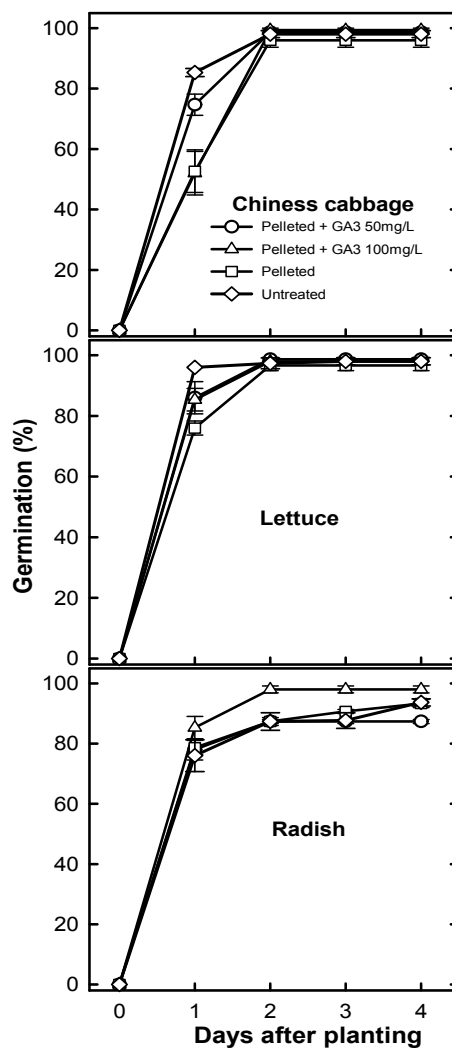 100
80
60
40
20
0
Chiness cabbage
Pelleted + GA3 50mg/L
Pelleted + GA3 100mg/L
Pelleted
Untreated
Germination (%)
100
80
60
40
20
0
Lettuce
100
80
60
40
20
0
Radish
0 1 2 3 4
Days after planting